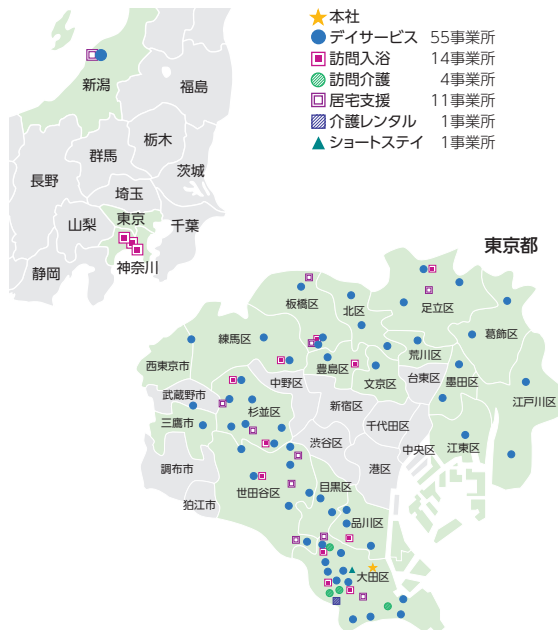 本社
デイサービス 55事業所
訪問入浴 14事業所
訪問介護 4事業所
居宅支援 11事業所
介護レンタル 1事業所
ショートステイ 1事業所
新潟
福島
栃木
群馬
茨城
長野
埼玉
山梨
東京
千葉
神奈川
静岡
東京都
板橋区
北区
足立区
葛飾区
練馬区
西東京市
豊島区
荒川区
文京区
台東区
墨田区
中野区
武蔵野市
新宿区
江戸川区
杉並区
三鷹市
千代田区
渋谷区
中央区
江東区
調布市
港区
世田谷区
目黒区
狛江市
品川区
大田区